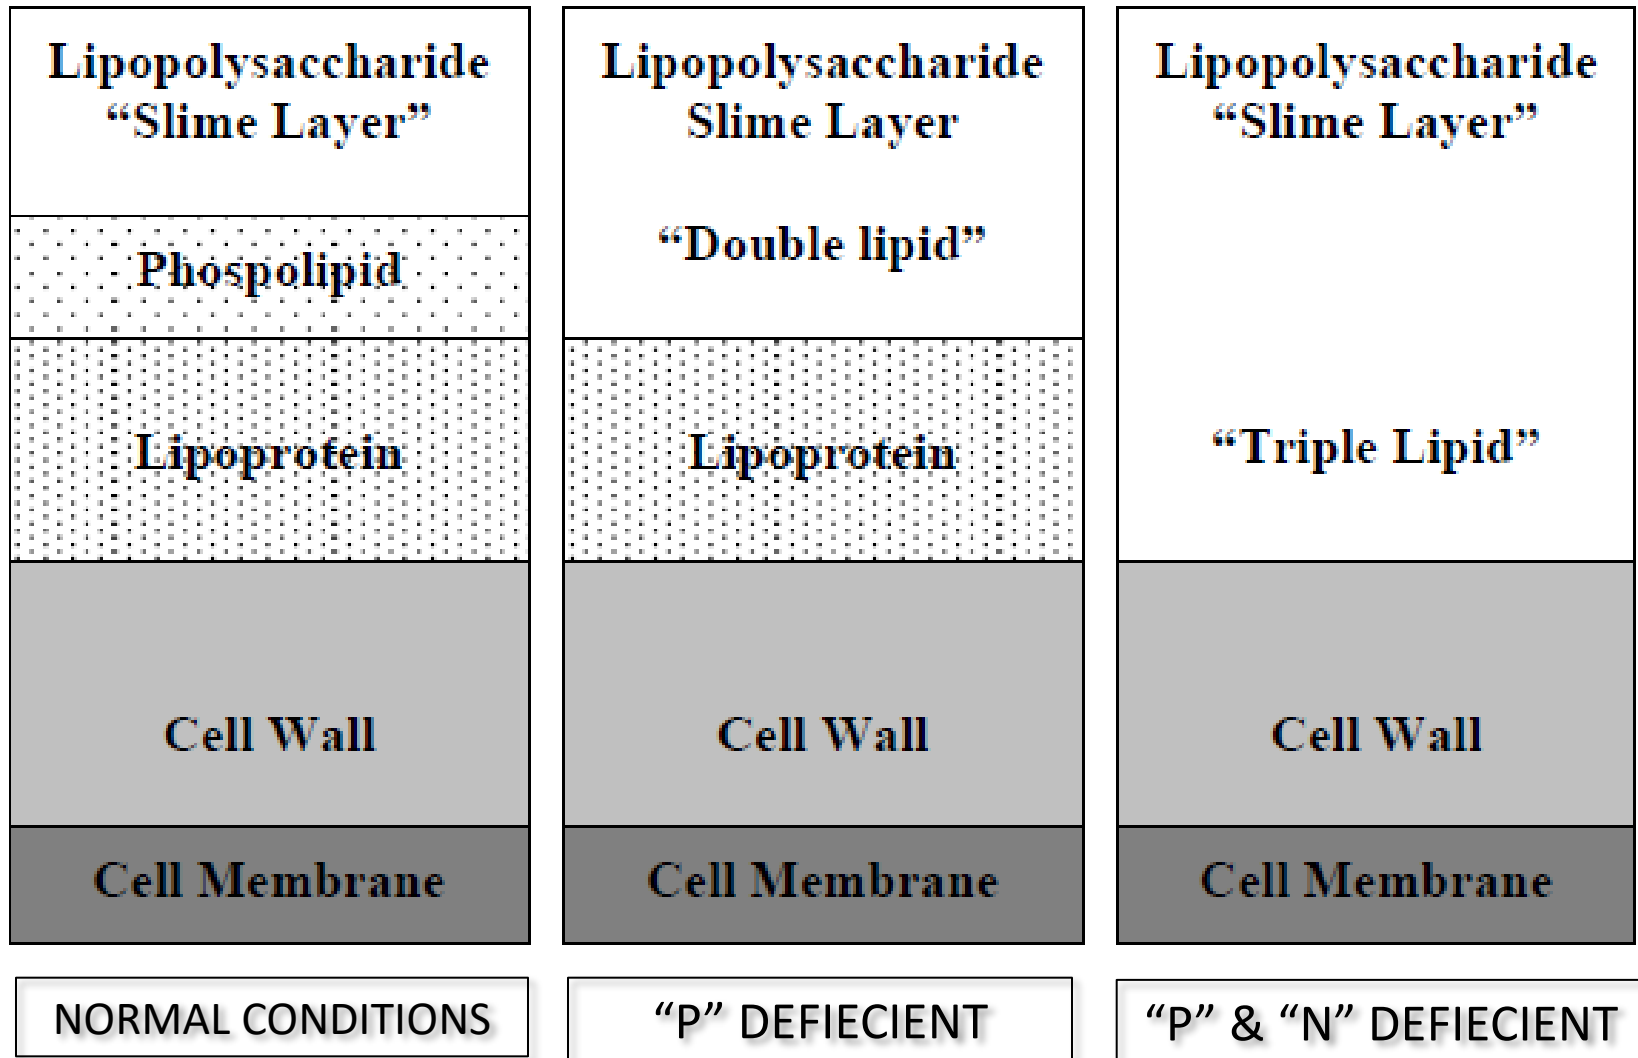 Lipopolysaccharide
“Slime Layer”
Phospolipid
Lipoprotein
Cell Wall
Cell Membrane
NORMAL CONDITIONS
Lipopolysaccharide
Slime Layer
“Double lipid”
Lipoprotein
Cell Wall
Cell Membrane
“P” DEFIECIENT
Lipopolysaccharide
“Slime Layer”
“Triple Lipid”
Cell Wall
Cell Membrane
“P” & “N” DEFIECIENT